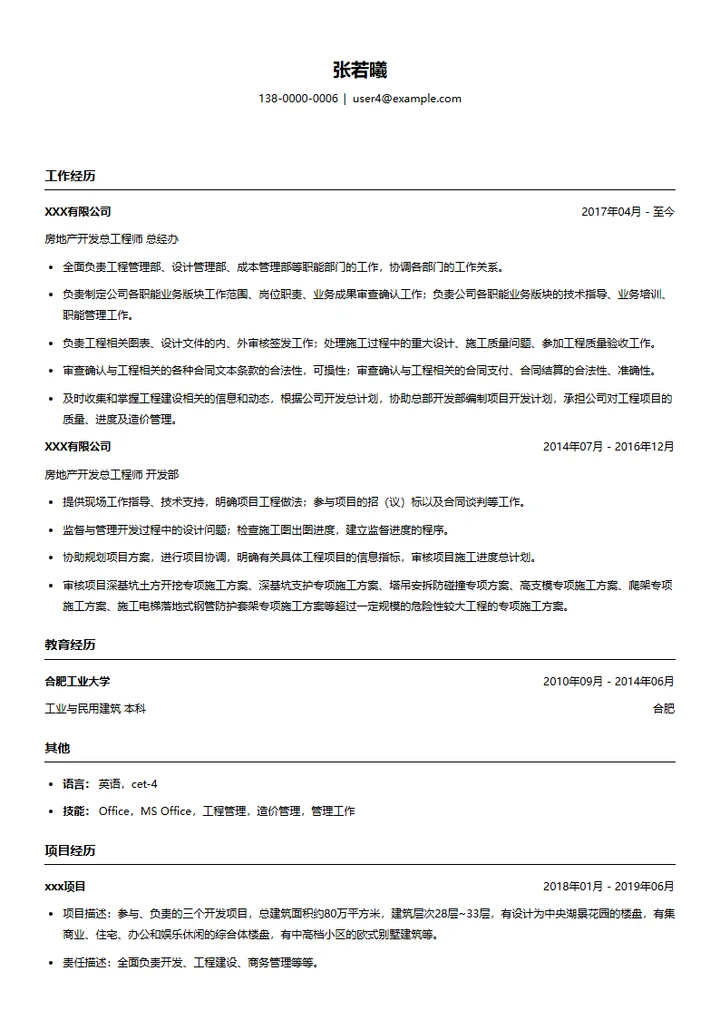 张若曦
138-0000-0006 | user4@example.com
工作经历
XXX有限公司 2017年04月 - 至今
房地产开发总工程师 总经办
• 全面负责工程管理部、设计管理部、成本管理部等职能部门的工作，协调各部门的工作关系。
• 负责制定公司各职能业务版块工作范围、岗位职责、业务成果审查确认工作；负责公司各职能业务版块的技术指导、业务培训、
职能管理工作。
• 负责工程相关图表、设计文件的内、外审核签发工作；处理施工过程中的重大设计、施工质量问题、参加工程质量验收工作。
• 审查确认与工程相关的各种合同文本条款的合法性，可操性；审查确认与工程相关的合同支付、合同结算的合法性、准确性。
• 及时收集和掌握工程建设相关的信息和动态，根据公司开发总计划，协助总部开发部编制项目开发计划，承担公司对工程项目的
质量、进度及造价管理。
XXX有限公司 2014年07月 - 2016年12月
房地产开发总工程师 开发部
• 提供现场工作指导、技术支持，明确项目工程做法；参与项目的招（议）标以及合同谈判等工作。
• 监督与管理开发过程中的设计问题；检查施工图出图进度，建立监督进度的程序。
• 协助规划项目方案，进行项目协调，明确有关具体工程项目的信息指标，审核项目施工进度总计划。
• 审核项目深基坑土方开挖专项施工方案、深基坑支护专项施工方案、塔吊安拆防碰撞专项方案、高支模专项施工方案、爬架专项
施工方案、施工电梯落地式钢管防护套架专项施工方案等超过一定规模的危险性较大工程的专项施工方案。
教育经历
合肥工业大学 2010年09月 - 2014年06月
工业与民用建筑 本科 合肥
其他
• 语言： 英语，cet-4
• 技能： Office，MS Office，工程管理，造价管理，管理工作
项目经历
xxx项目 2018年01月 - 2019年06月
• 项目描述：参与、负责的三个开发项目，总建筑面积约80万平方米，建筑层次28层~33层，有设计为中央湖景花园的楼盘，有集
商业、住宅、办公和娱乐休闲的综合体楼盘，有中高档小区的欧式别墅建筑等。
• 责任描述：全面负责开发、工程建设、商务管理等等。